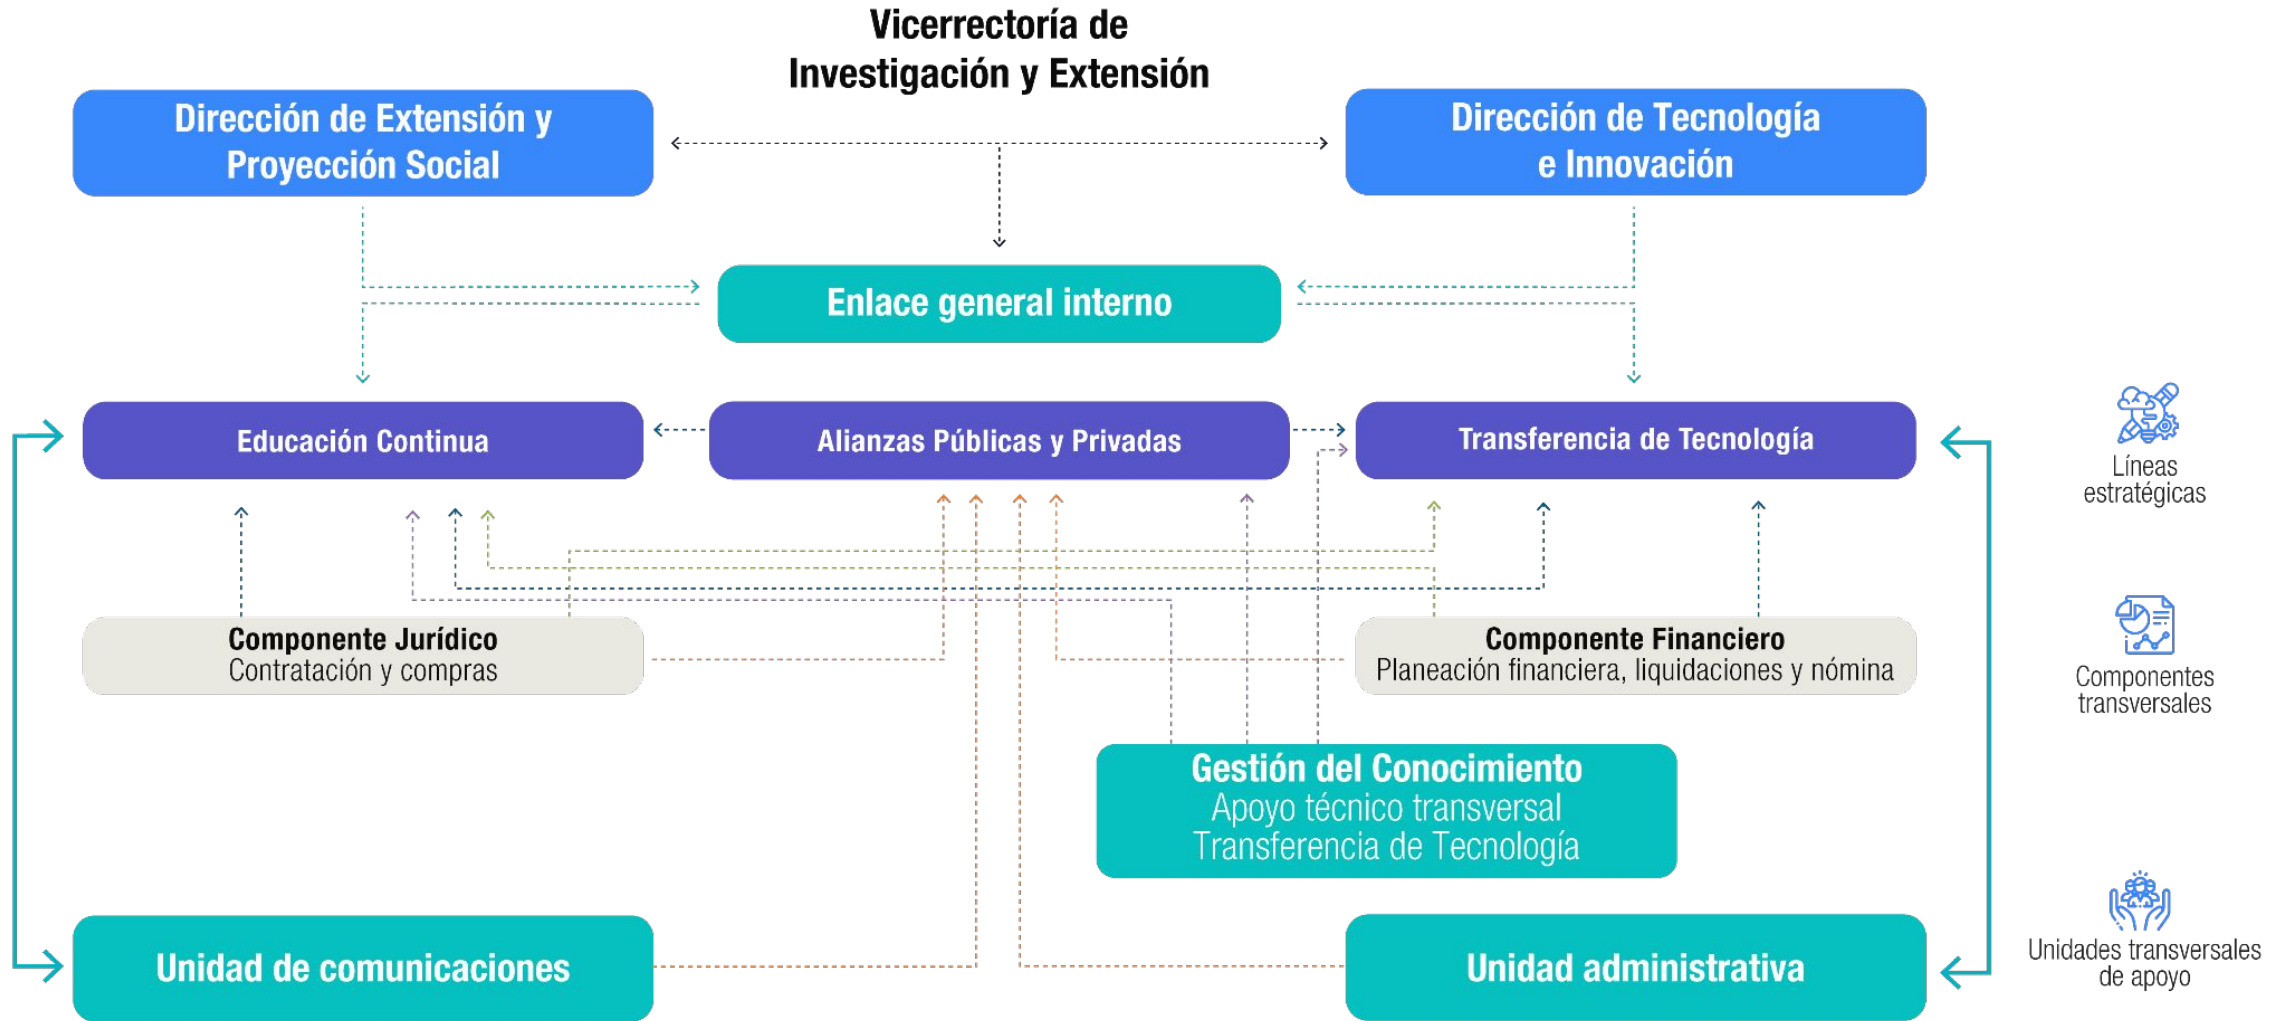 Vicerrectoría de
Investigación y Extensión
Dirección de Extensión y
Proyección Social
Dirección de Tecnología
e Innovación
Enlace general interno
Educación Continua
Alianzas Públicas y Privadas
Transferencia de Tecnología
Líneas
estratégicas
Componente Jurídico
Contratación y compras
Componente Financiero
Planeación financiera, liquidaciones y nómina
Componentes
transversales
Gestión del Conocimiento
Apoyo técnico transversal
Transferencia de Tecnología
Unidad de comunicaciones
Unidad administrativa
Unidades transversales
de apoyo